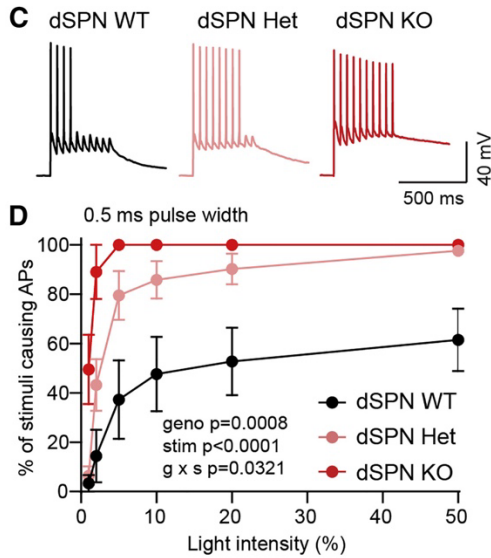 C
dSPN WT
dSPN Het
dSPN KO
40 mV
500 ms
D
0.5 ms pulse width
% of stimuli causing APs
100
80
60
40
20
0
geno p=0.0008
stim p<0.0001
g x s p=0.0321
dSPN WT
dSPN Het
dSPN KO
0
10
20
30
40
50
Light intensity (%)